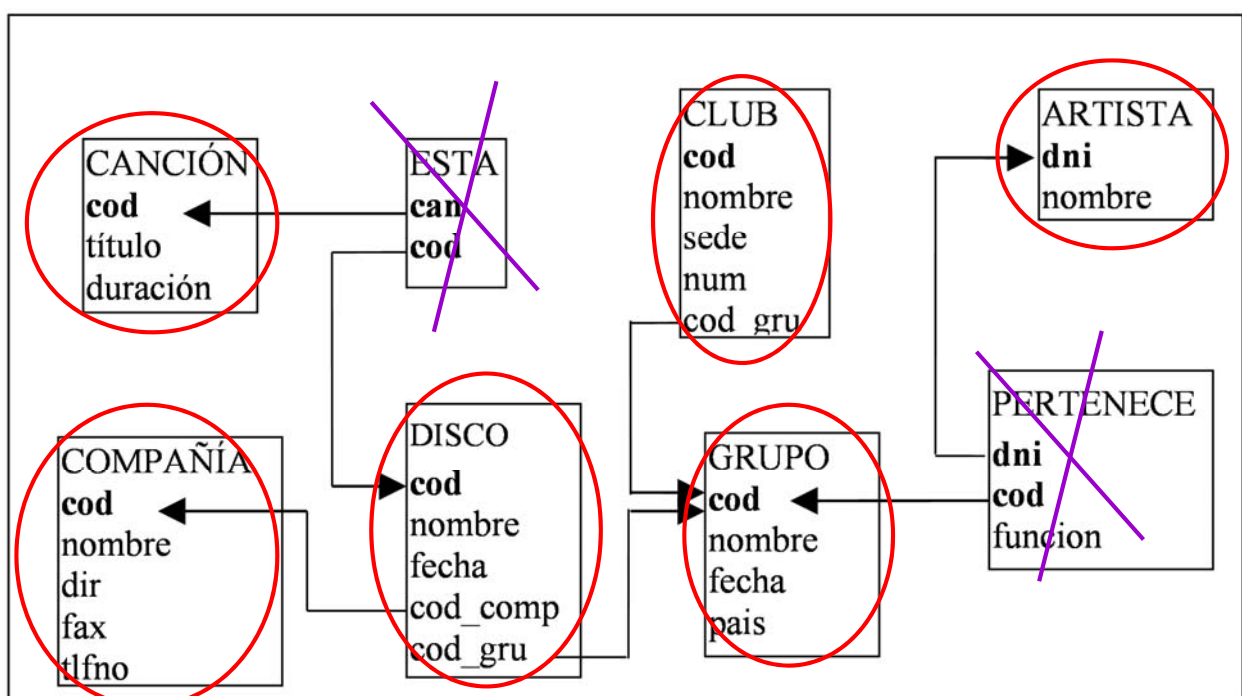 CANCIÓN
cod
título
duración
ESTA
can
cod
CLUB
cod
nombre
sede
num
cod_gru
ARTISTA
dni
nombre
COMPAÑÍA
cod
nombre
dir
fax
tlfno
DISCO
cod
nombre
fecha
cod_comp
cod_gru
GRUPO
cod
nombre
fecha
pais
PERTENECE
dni
cod
funcion